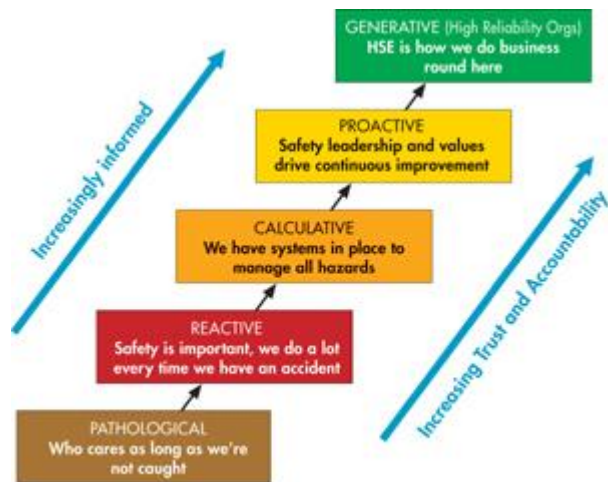 GENERATIVE (High Reliability Orgs)
HSE is how we do business
round here
PROACTIVE
Safety leadership and values
drive continuous improvement
Increasingly informed
CALCULATIVE
We have systems in place to
manage all hazards
Increasing Trust and Accountability
REACTIVE
Safety is important, we do a lot
every time we have an accident
PATHOLOGICAL
Who cares as long as we're
not caught